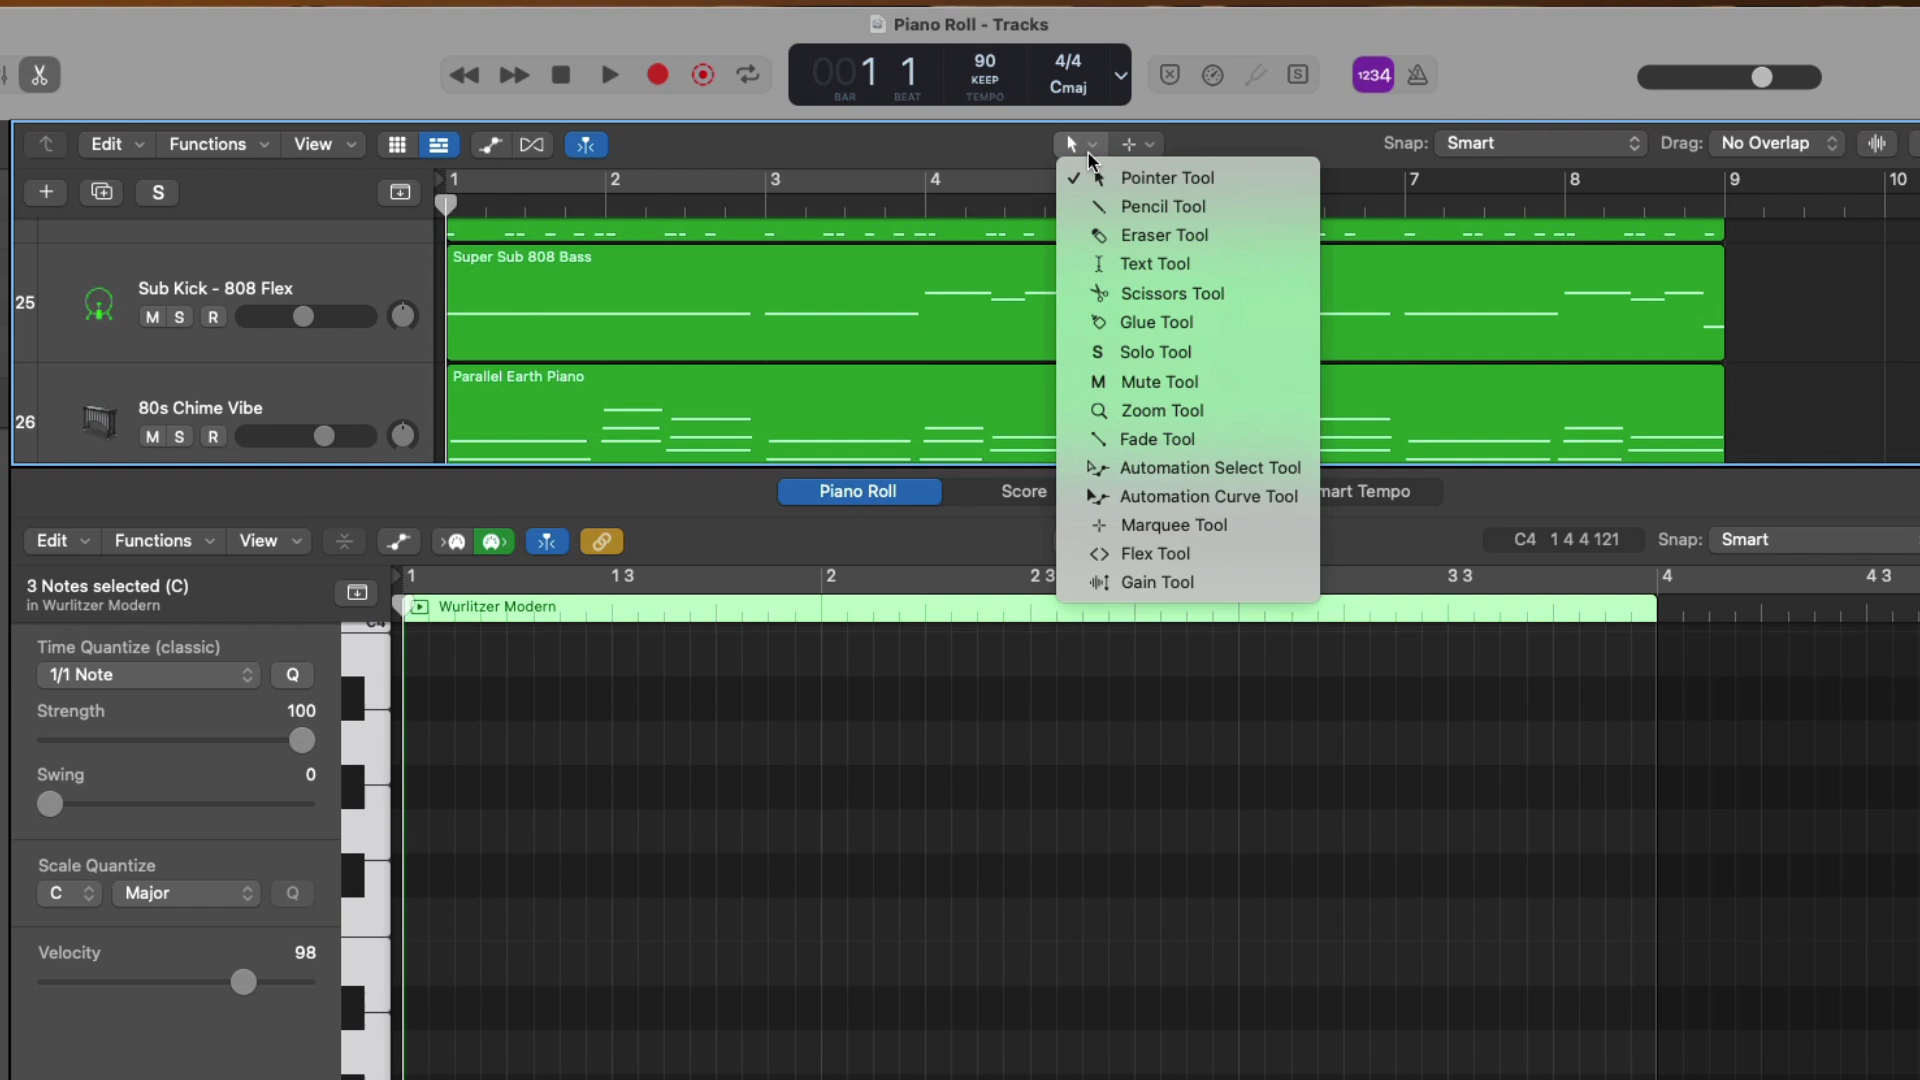 Piano Roll - Tracks
001 1
BAR BEAT
90
KEEP
TEMPO
4/4
Cmaj
S
1234
Edit Functions View
Snap: Smart Drag: No Overlap
S
1 2 3 4 7 8 9 10
Pointer Tool
Pencil Tool
Eraser Tool
Text Tool
Scissors Tool
Glue Tool
S Solo Tool
M Mute Tool
Zoom Tool
Fade Tool
Automation Select Tool
Automation Curve Tool
Marquee Tool
Flex Tool
Gain Tool
Super Sub 808 Bass
25 Sub Kick - 808 Flex
M S R
Parallel Earth Piano
26 80s Chime Vibe
M S R
Piano Roll Score mart Tempo
Edit Functions View
C4 1 4 4 121 Snap: Smart
3 Notes selected (C)
in Wurlitzer Modern
1 1 3 2 2 3 3 3 4 4 3
Wurlitzer Modern
C4
Time Quantize (classic)
1/1 Note Q
Strength 100
Swing 0
Scale Quantize
C Major Q
Velocity 98